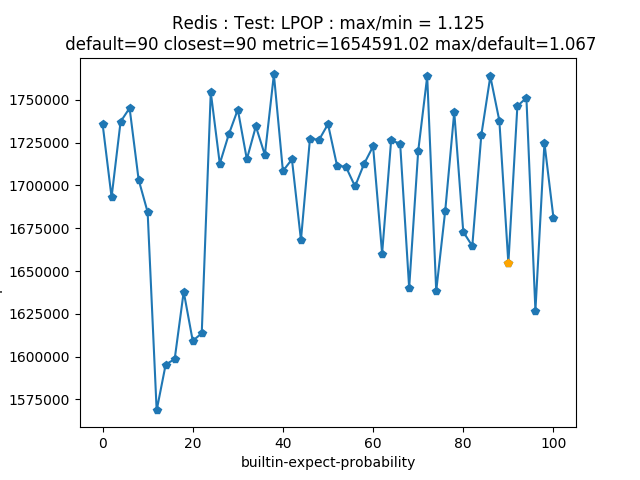 Redis : Test: LPOP : max/min = 1.125
default=90 closest=90 metric=1654591.02 max/default=1.067
1750000
1725000
1700000
1675000
1650000
1625000
1600000
1575000
0 20 40 60 80 100
builtin-expect-probability